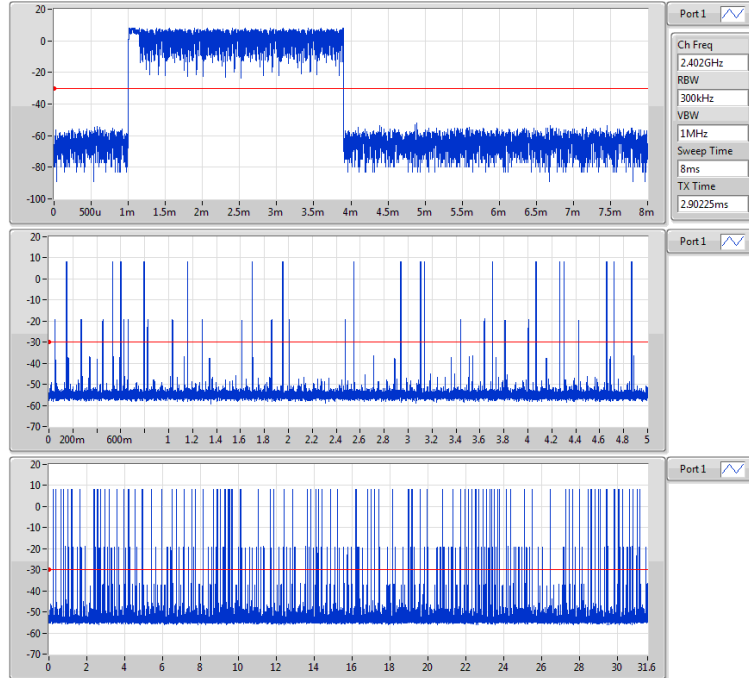 20
0
-20
-40
-60
-80
-100
0 500u 1m 1.5m 2m 2.5m 3m 3.5m 4m 4.5m 5m 5.5m 6m 6.5m 7m 7.5m 8m
Port 1
Ch Freq
2.402GHz
RBW
300kHz
VBW
1MHz
Sweep Time
8ms
TX Time
2.90225ms
20
10
0
-10
-20
-30
-40
-50
-60
-70
0 200m 600m 1 1.2 1.4 1.6 1.8 2 2.2 2.4 2.6 2.8 3 3.2 3.4 3.6 3.8 4 4.2 4.4 4.6 4.8 5
Port 1
20
10
0
-10
-20
-30
-40
-50
-60
-70
0 2 4 6 8 10 12 14 16 18 20 22 24 26 28 30 31.6
Port 1